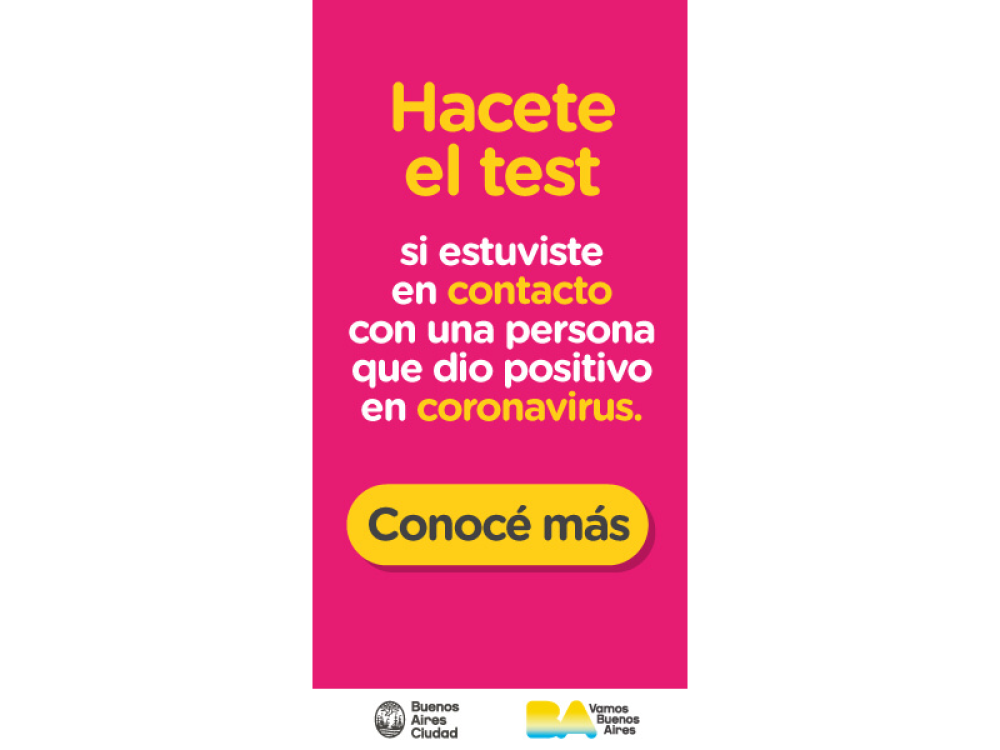 Hacete
el test
si estuviste
en contacto
con una persona
que dio positivo
en coronavirus.
Conocé más
Buenos
Aires
Ciudad
BA
Vamos
Buenos
Aires